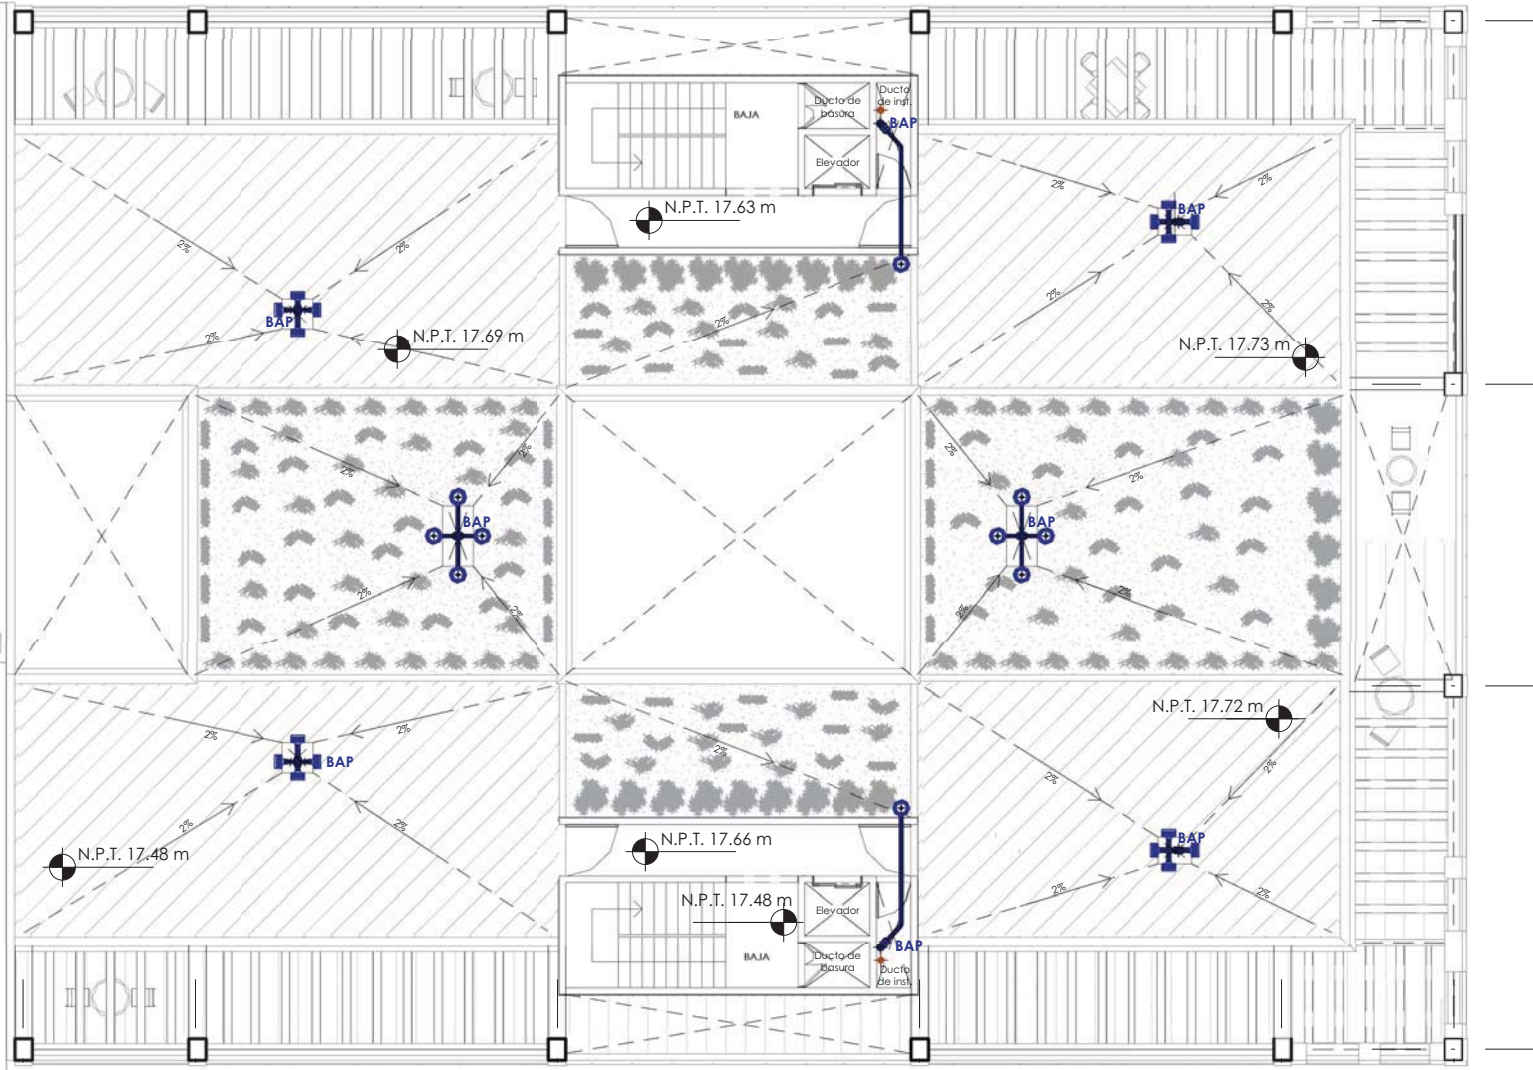 BAJA
Ducto de
basura
Ducto
de inst.
BAP
Elevador
2%
2%
BAP
N.P.T. 17.63 m
2%
2%
2%
2%
BAP
2%
2%
N.P.T. 17.69 m
2%
N.P.T. 17.73 m
2%
2%
2%
2%
BAP
BAP
2%
2%
2%
2%
N.P.T. 17.72 m
2%
2%
2%
BAP
2%
2%
2%
2%
N.P.T. 17.66 m
BAP
N.P.T. 17.48 m
2%
2%
N.P.T. 17.48 m
Elevador
BAP
BAJA
Ducto de
basura
Ducto
de inst.